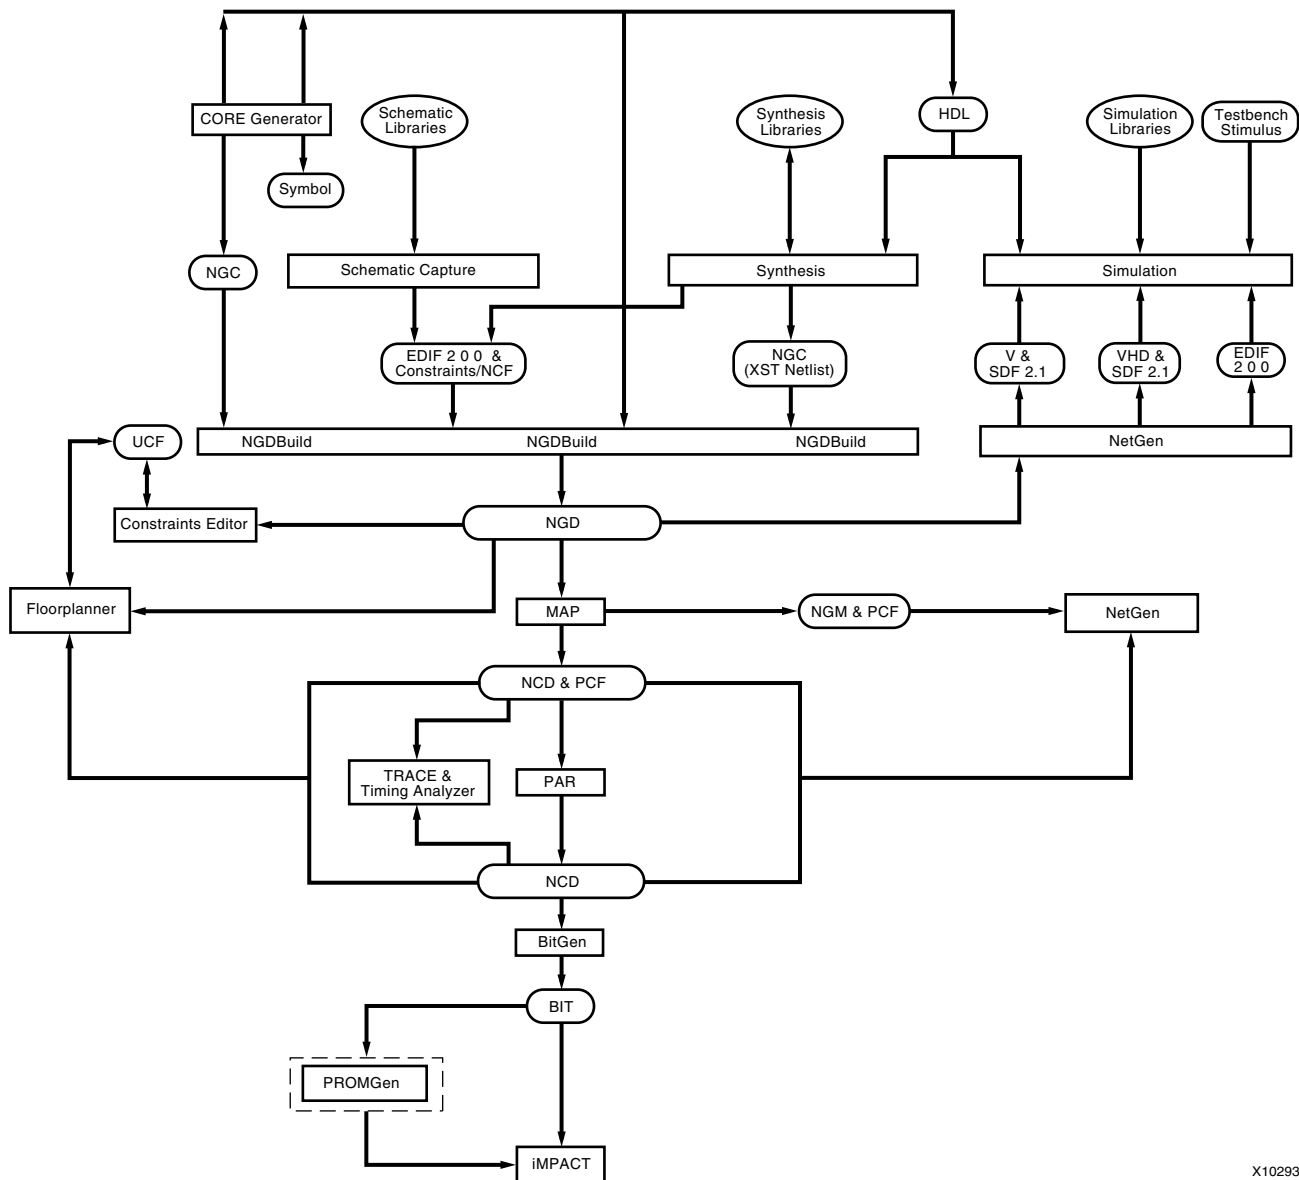 CORE Generator
Schematic
Libraries
Synthesis
Libraries
HDL
Simulation
Libraries
Testbench
Stimulus
Symbol
NGC
Schematic Capture
Synthesis
Simulation
EDIF 2 0 0 &
Constraints/NCF
NGC
(XST Netlist)
V &
SDF 2.1
VHD &
SDF 2.1
EDIF
2 0 0
UCF
NGDBuild
NGDBuild
NGDBuild
NetGen
Constraints Editor
NGD
Floorplanner
MAP
NGM & PCF
NetGen
NCD & PCF
TRACE &
Timing Analyzer
PAR
NCD
BitGen
BIT
PROMGen
iMPACT
X10293